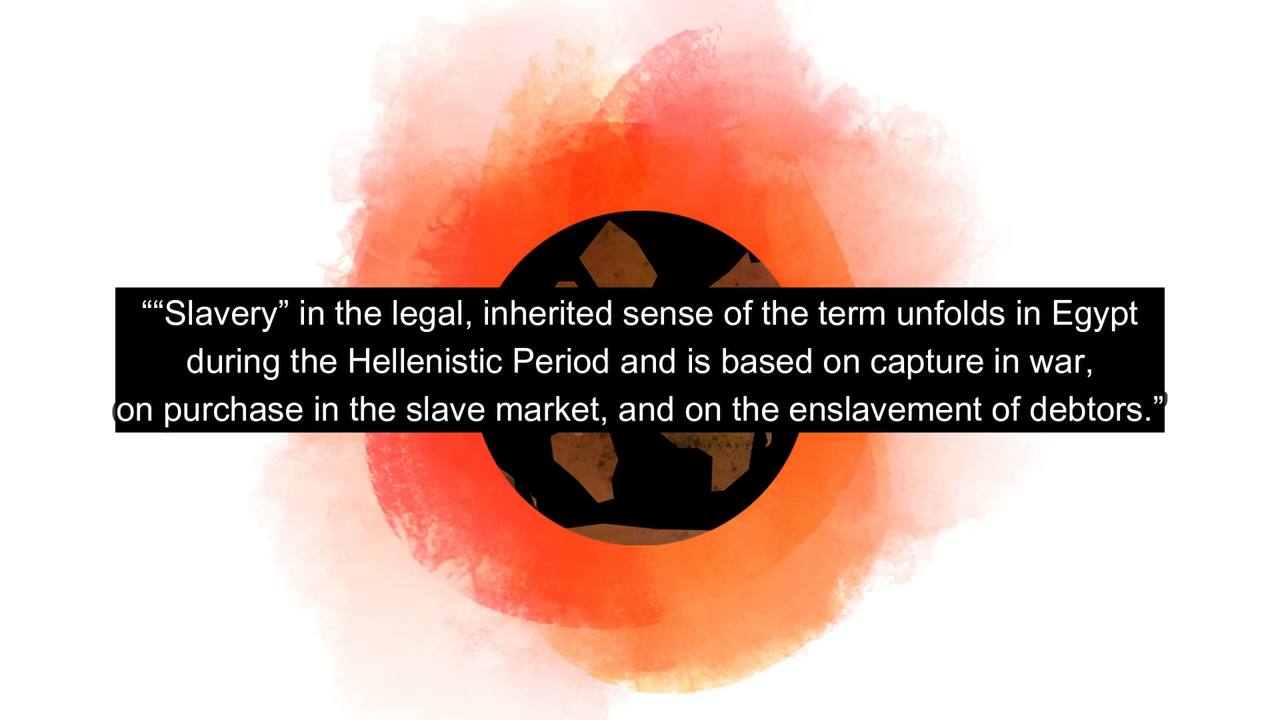 ““Slavery” in the legal, inherited sense of the term unfolds in Egypt
during the Hellenistic Period and is based on capture in war,
on purchase in the slave market, and on the enslavement of debtors.”